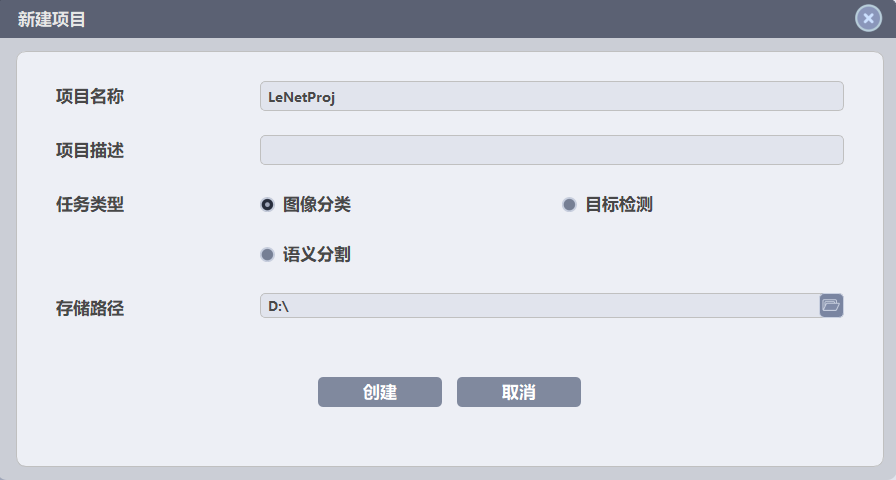 新建项目
项目名称
LeNetProj
项目描述
任务类型
图像分类
目标检测
语义分割
存储路径
D:\
创建
取消